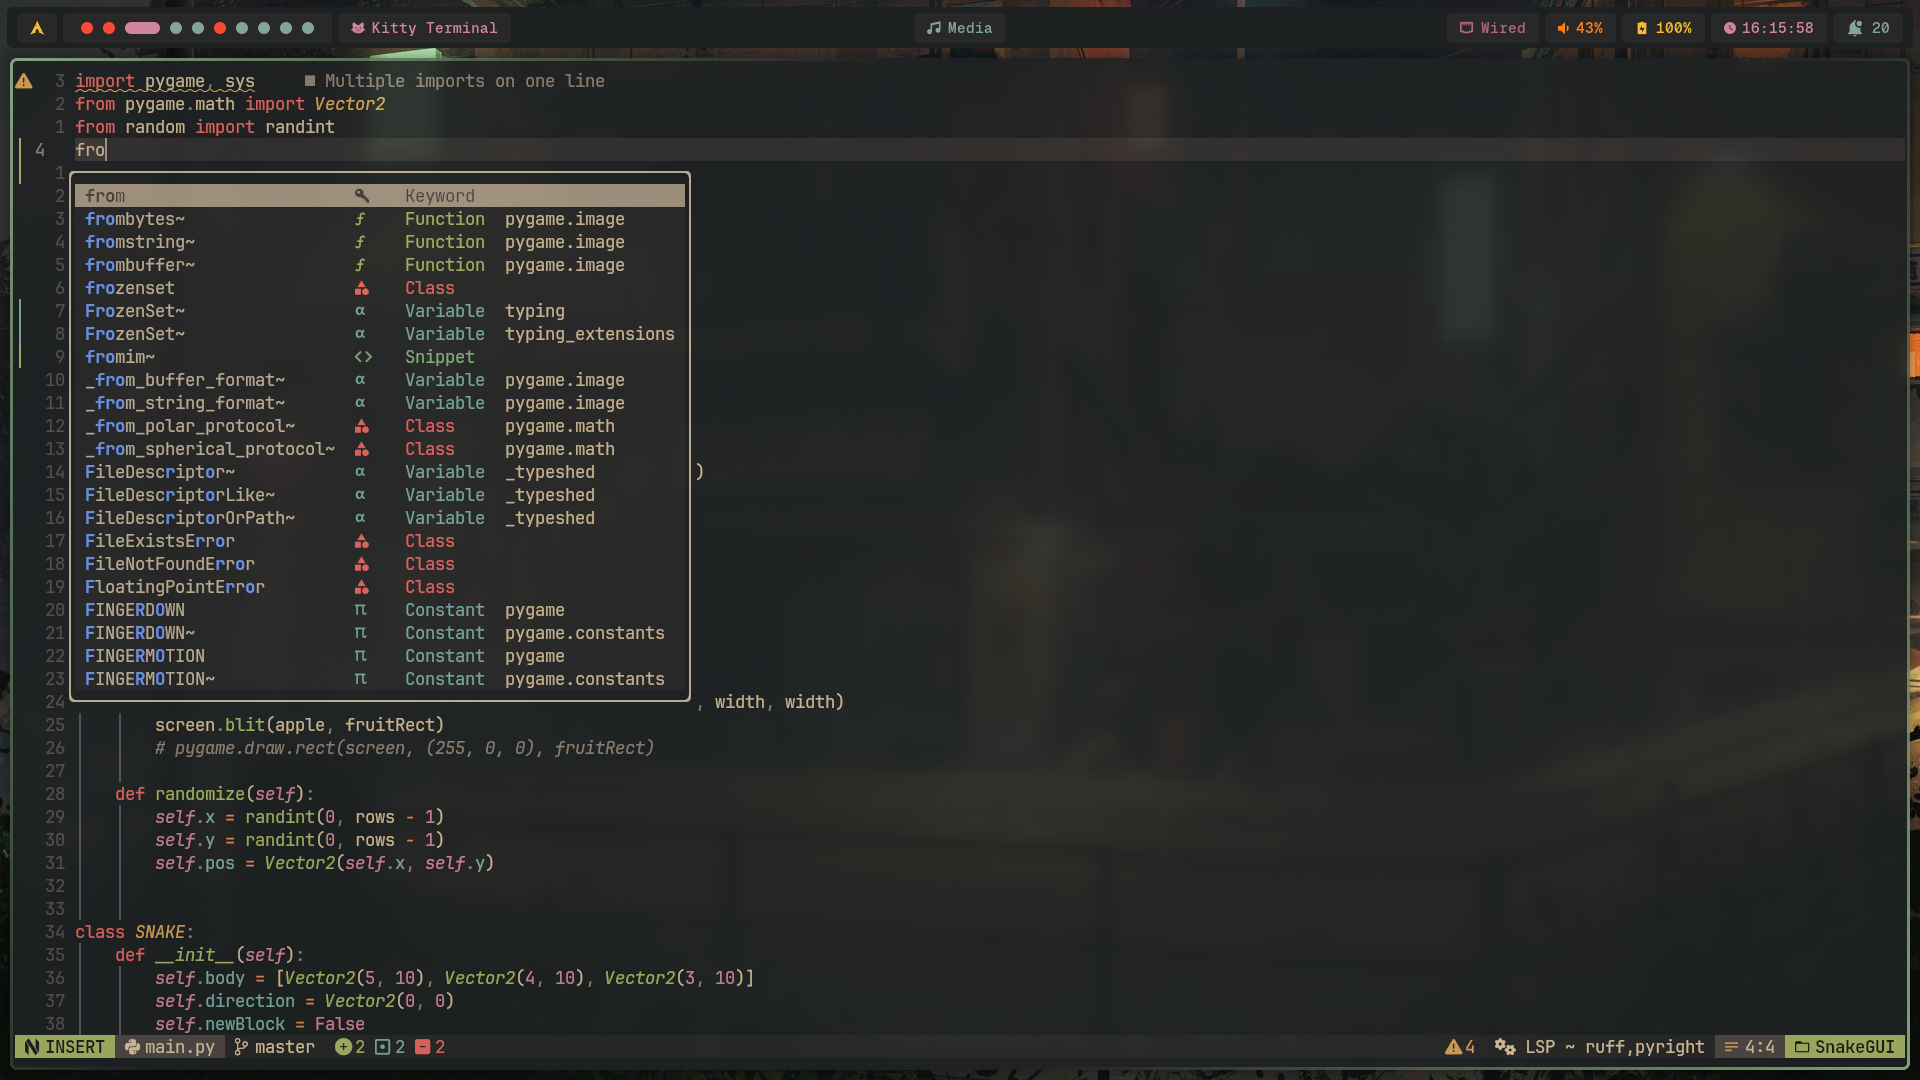 Kitty Terminal Media Wired 43% 100% 16:15:58 20
3 import pygame, sys ■ Multiple imports on one line
2 from pygame.math import Vector2
1 from random import randint
4 fro
1
2 from Keyword
3 frombytes~ f Function pygame.image
4 fromstring~ f Function pygame.image
5 frombuffer~ f Function pygame.image
6 frozenset Class
7 FrozenSet~ α Variable typing
8 FrozenSet~ α Variable typing_extensions
9 fromim~ <> Snippet
10 _from_buffer_format~ α Variable pygame.image
11 _from_string_format~ α Variable pygame.image
12 _from_polar_protocol~ Class pygame.math
13 _from_spherical_protocol~ Class pygame.math
14 FileDescriptor~ α Variable _typeshed )
15 FileDescriptorLike~ α Variable _typeshed
16 FileDescriptorOrPath~ α Variable _typeshed
17 FileExistsError Class
18 FileNotFoundError Class
19 FloatingPointError Class
20 FINGERDOWN π Constant pygame
21 FINGERDOWN~ π Constant pygame.constants
22 FINGERMOTION π Constant pygame
23 FINGERMOTION~ π Constant pygame.constants
24 , width, width)
25 screen.blit(apple, fruitRect)
26 # pygame.draw.rect(screen, (255, 0, 0), fruitRect)
27
28 def randomize(self):
29 self.x = randint(0, rows - 1)
30 self.y = randint(0, rows - 1)
31 self.pos = Vector2(self.x, self.y)
32
33
34 class SNAKE:
35 def __init__(self):
36 self.body = [Vector2(5, 10), Vector2(4, 10), Vector2(3, 10)]
37 self.direction = Vector2(0, 0)
38 self.newBlock = False
INSERT main.py master 2 2 2 4 LSP ~ ruff,pyright 4:4 SnakeGUI